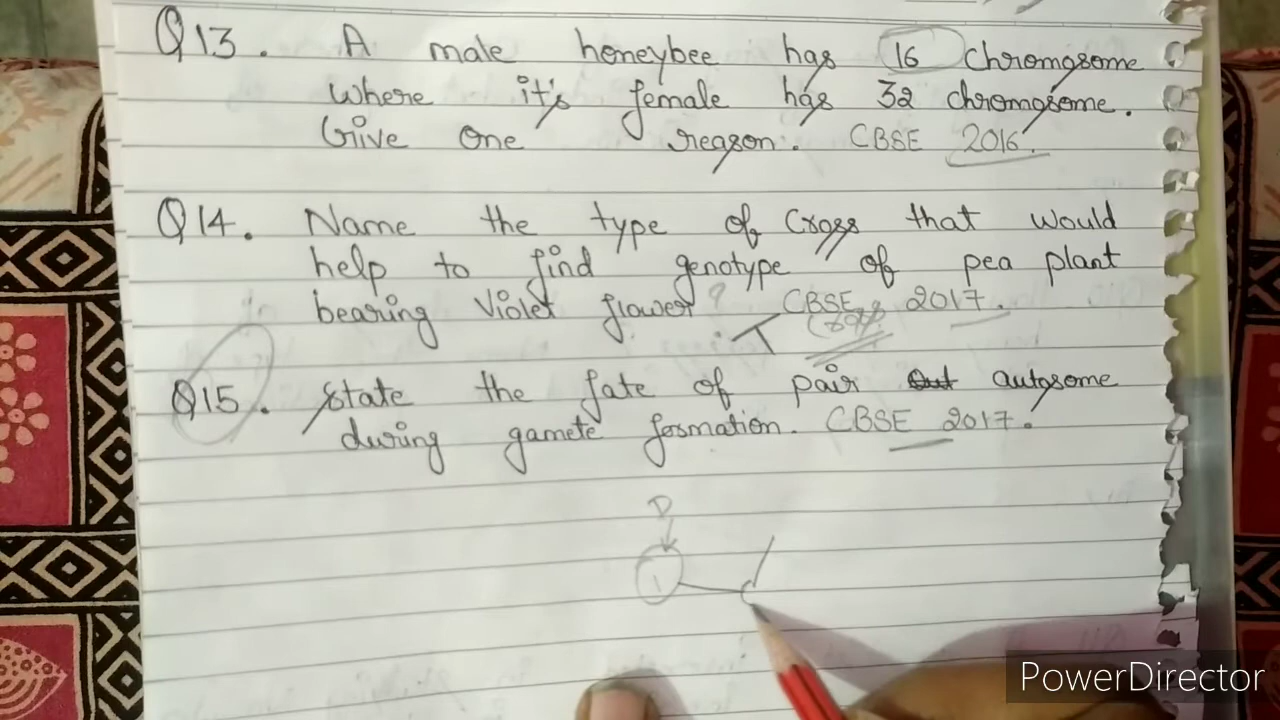 Q13. A male honeybee has 16 chromosome
Where it's female has 32 chromosome.
Give One reason. CBSE 2016.
Q14. Name the type of Cross that would
help to find genotype of pea plant
bearing Violet flower? CBSE 2017.
T
Q15. State the fate of pair autosome
during gamete formation. CBSE 2017.
D
PowerDirector